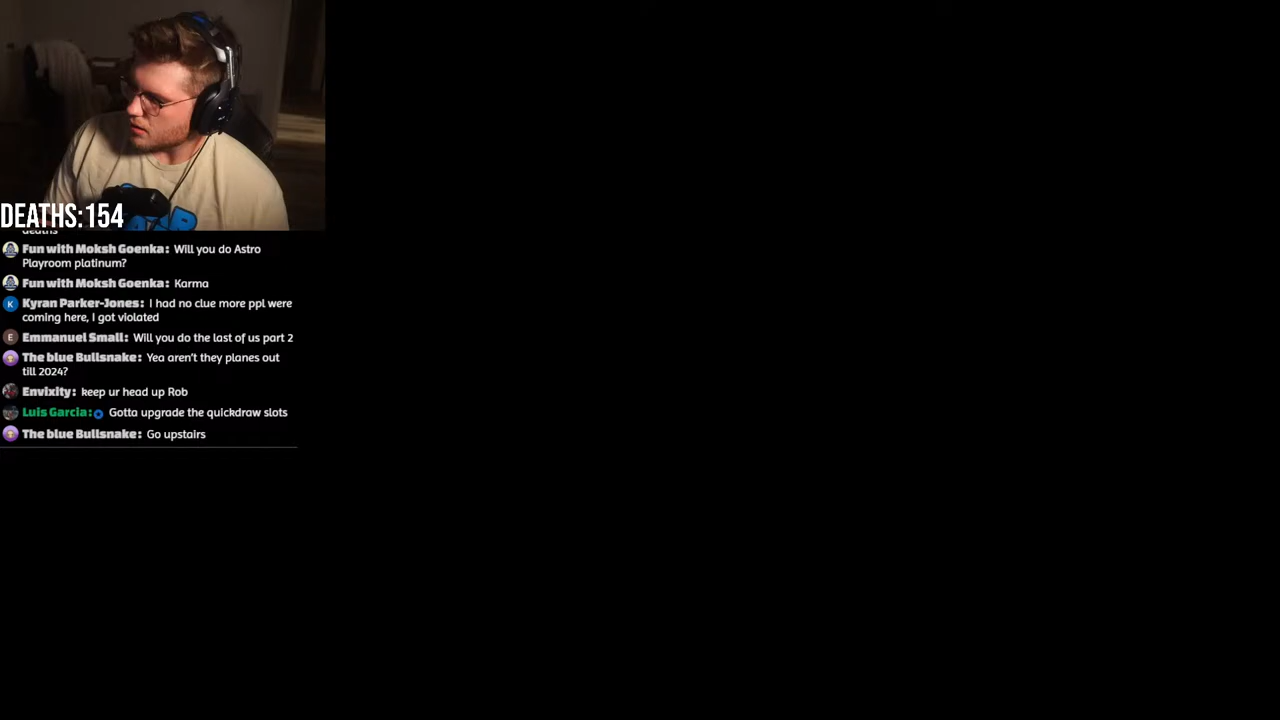 DEATHS:154
deaths
Fun with Moksh Goenka: Will you do Astro
Playroom platinum?
Fun with Moksh Goenka: Karma
K Kyran Parker-Jones: I had no clue more ppl were
coming here, I got violated
E Emmanuel Small: Will you do the last of us part 2
The blue Bullsnake: Yea aren't they planes out
till 2024?
Envixity: keep ur head up Rob
Luis Garcia: Gotta upgrade the quickdraw slots
The blue Bullsnake: Go upstairs